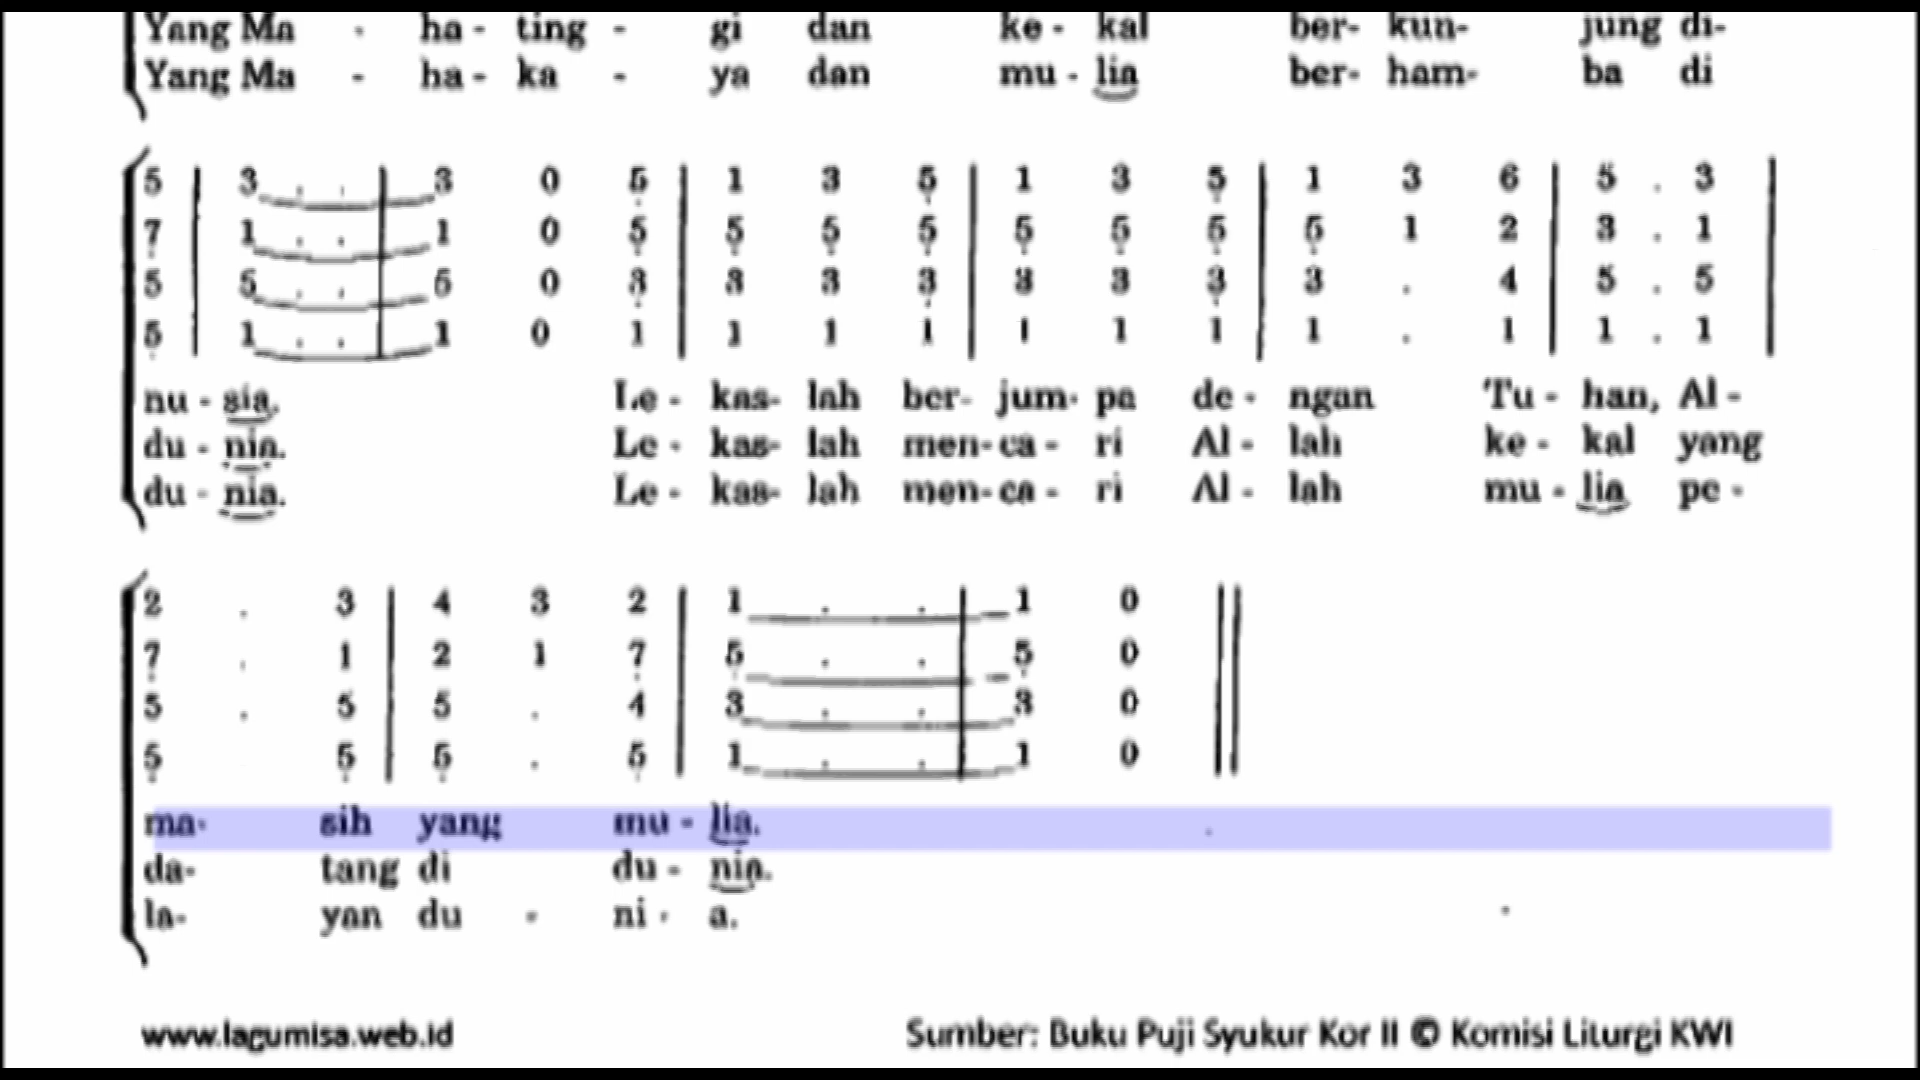 Yang Ma - ha - ting - gi dan ke - kal ber- kun- jung di-
Yang Ma - ha - ka - ya dan mu - lia ber- ham- ba di
5 | 3 . . | 3 0 5 | 1 3 5 | 1 3 5 | 1 3 6 | 5 . 3 |
7 | 1 . . | 1 0 5 | 5 5 5 | 5 5 5 | 5 1 2 | 3 . 1 |
5 | 5 . . | 5 0 3 | 3 3 3 | 3 3 3 | 3 . 4 | 5 . 5 |
5 | 1 . . | 1 0 1 | 1 1 1 | 1 1 1 | 1 . 1 | 1 . 1 |
nu - sia. Le - kas- lah ber- jum- pa de - ngan Tu - han, Al -
du - nia. Le - kas- lah men- ca - ri Al - lah ke - kal yang
du - nia. Le - kas- lah men- ca - ri Al - lah mu - lia pe -
2 . 3 | 4 3 2 | 1 . . | 1 0 ||
7 . 1 | 2 1 7 | 5 . . | 5 0 ||
5 . 5 | 5 . 4 | 3 . . | 3 0 ||
5 5 | 5 . 5 | 1 . . | 1 0 ||
ma- sih yang mu - lia.
da- tang di du - nia.
la- yan du - ni - a.
www.lagumisa.web.id Sumber: Buku Puji Syukur Kor II © Komisi Liturgi KWI